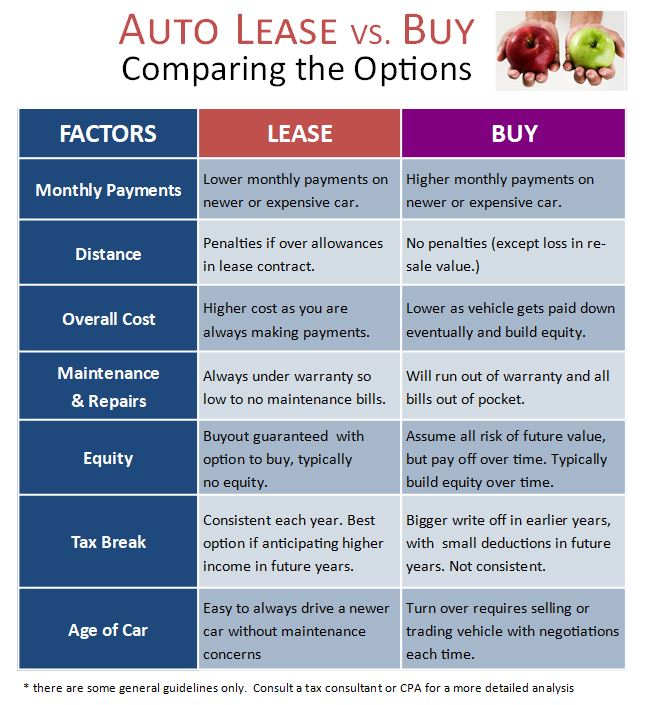 AUTO LEASE VS. BUY
Comparing the Options
FACTORS
LEASE
BUY
Monthly Payments
Lower monthly payments on
newer or expensive car.
Higher monthly payments on
newer or expensive car.
Distance
Penalties if over allowances
in lease contract.
No penalties (except loss in re-
sale value.)
Overall Cost
Higher cost as you are
always making payments.
Lower as vehicle gets paid down
eventually and build equity.
Maintenance
& Repairs
Always under warranty so
low to no maintenance bills.
Will run out of warranty and all
bills out of pocket.
Equity
Buyout guaranteed with
option to buy, typically
no equity.
Assume all risk of future value,
but pay off over time. Typically
build equity over time.
Tax Break
Consistent each year. Best
option if anticipating higher
income in future years.
Bigger write off in earlier years,
with small deductions in future
years. Not consistent.
Age of Car
Easy to always drive a newer
car without maintenance
concerns
Turn over requires selling or
trading vehicle with negotiations
each time.
* there are some general guidelines only. Consult a tax consultant or CPA for a more detailed analysis